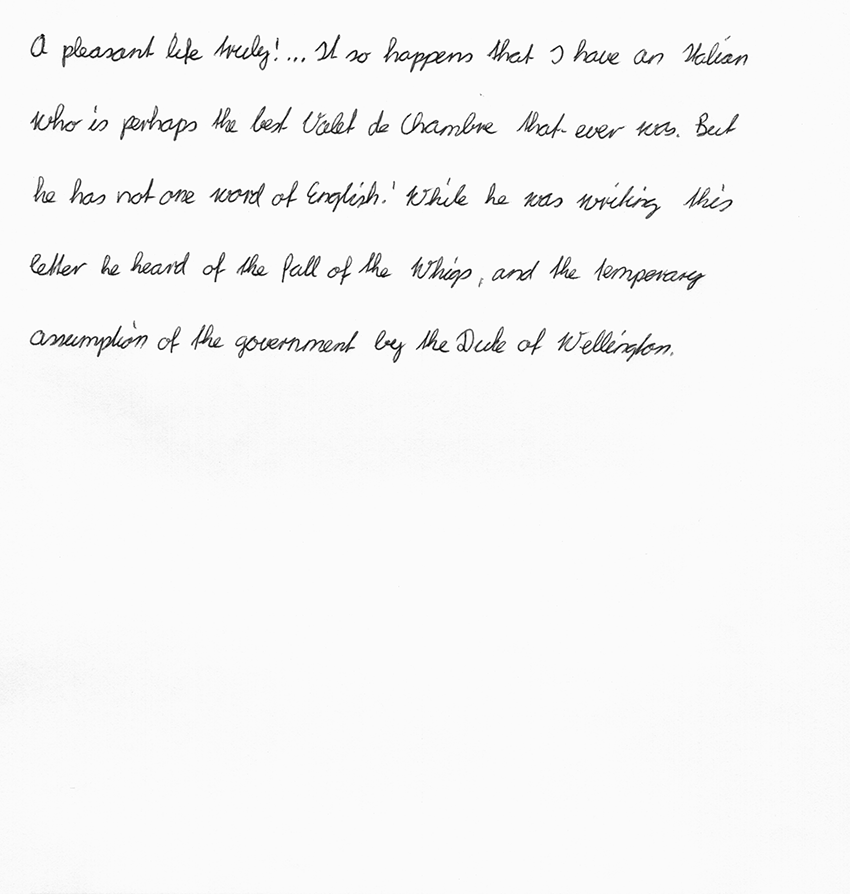 A pleasant life truly!... It so happens that I have an Italian
who is perhaps the best Valet de Chambre that ever was. But
he has not one word of English.' While he was writing this
letter he heard of the fall of the Whigs, and the temporary
assumption of the government by the Duke of Wellington.